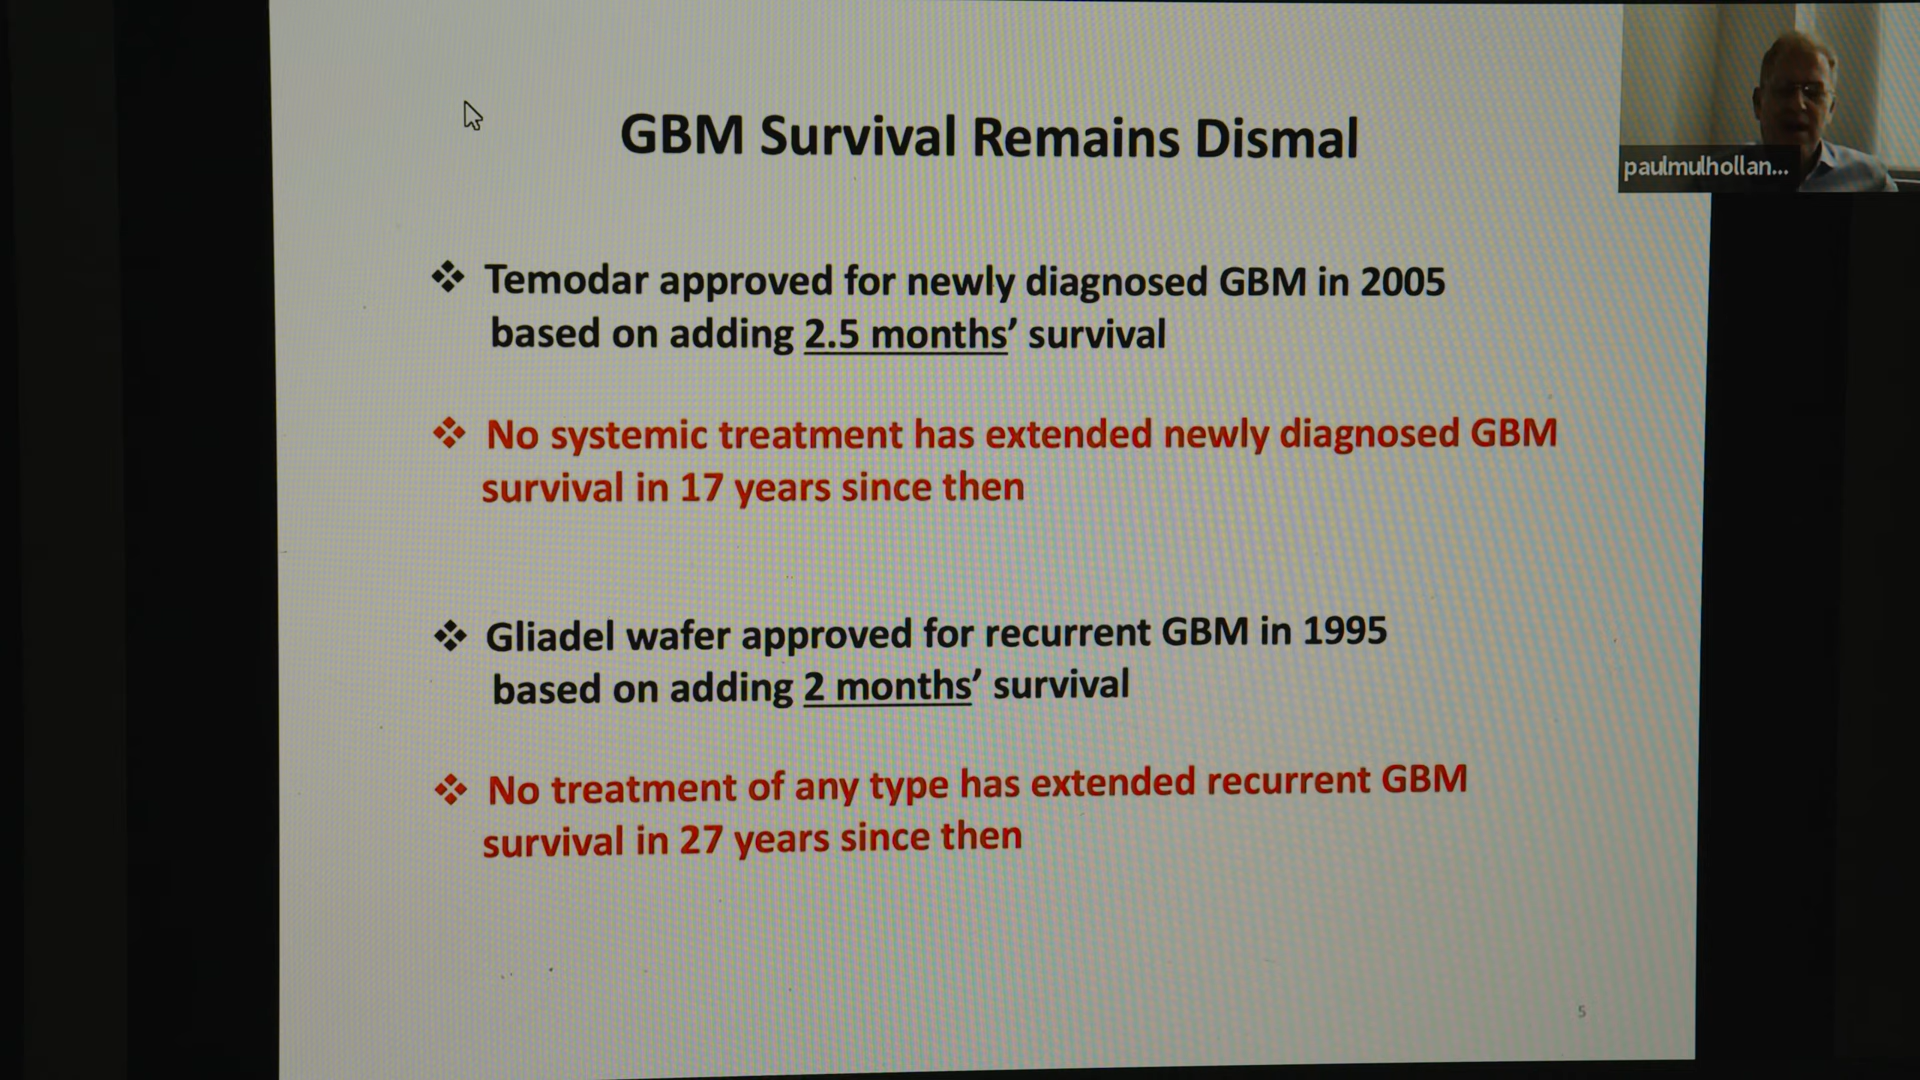 GBM Survival Remains Dismal
paulmulhollan...
❖ Temodar approved for newly diagnosed GBM in 2005
based on adding 2.5 months’ survival
❖ No systemic treatment has extended newly diagnosed GBM
survival in 17 years since then
❖ Gliadel wafer approved for recurrent GBM in 1995
based on adding 2 months’ survival
❖ No treatment of any type has extended recurrent GBM
survival in 27 years since then
5